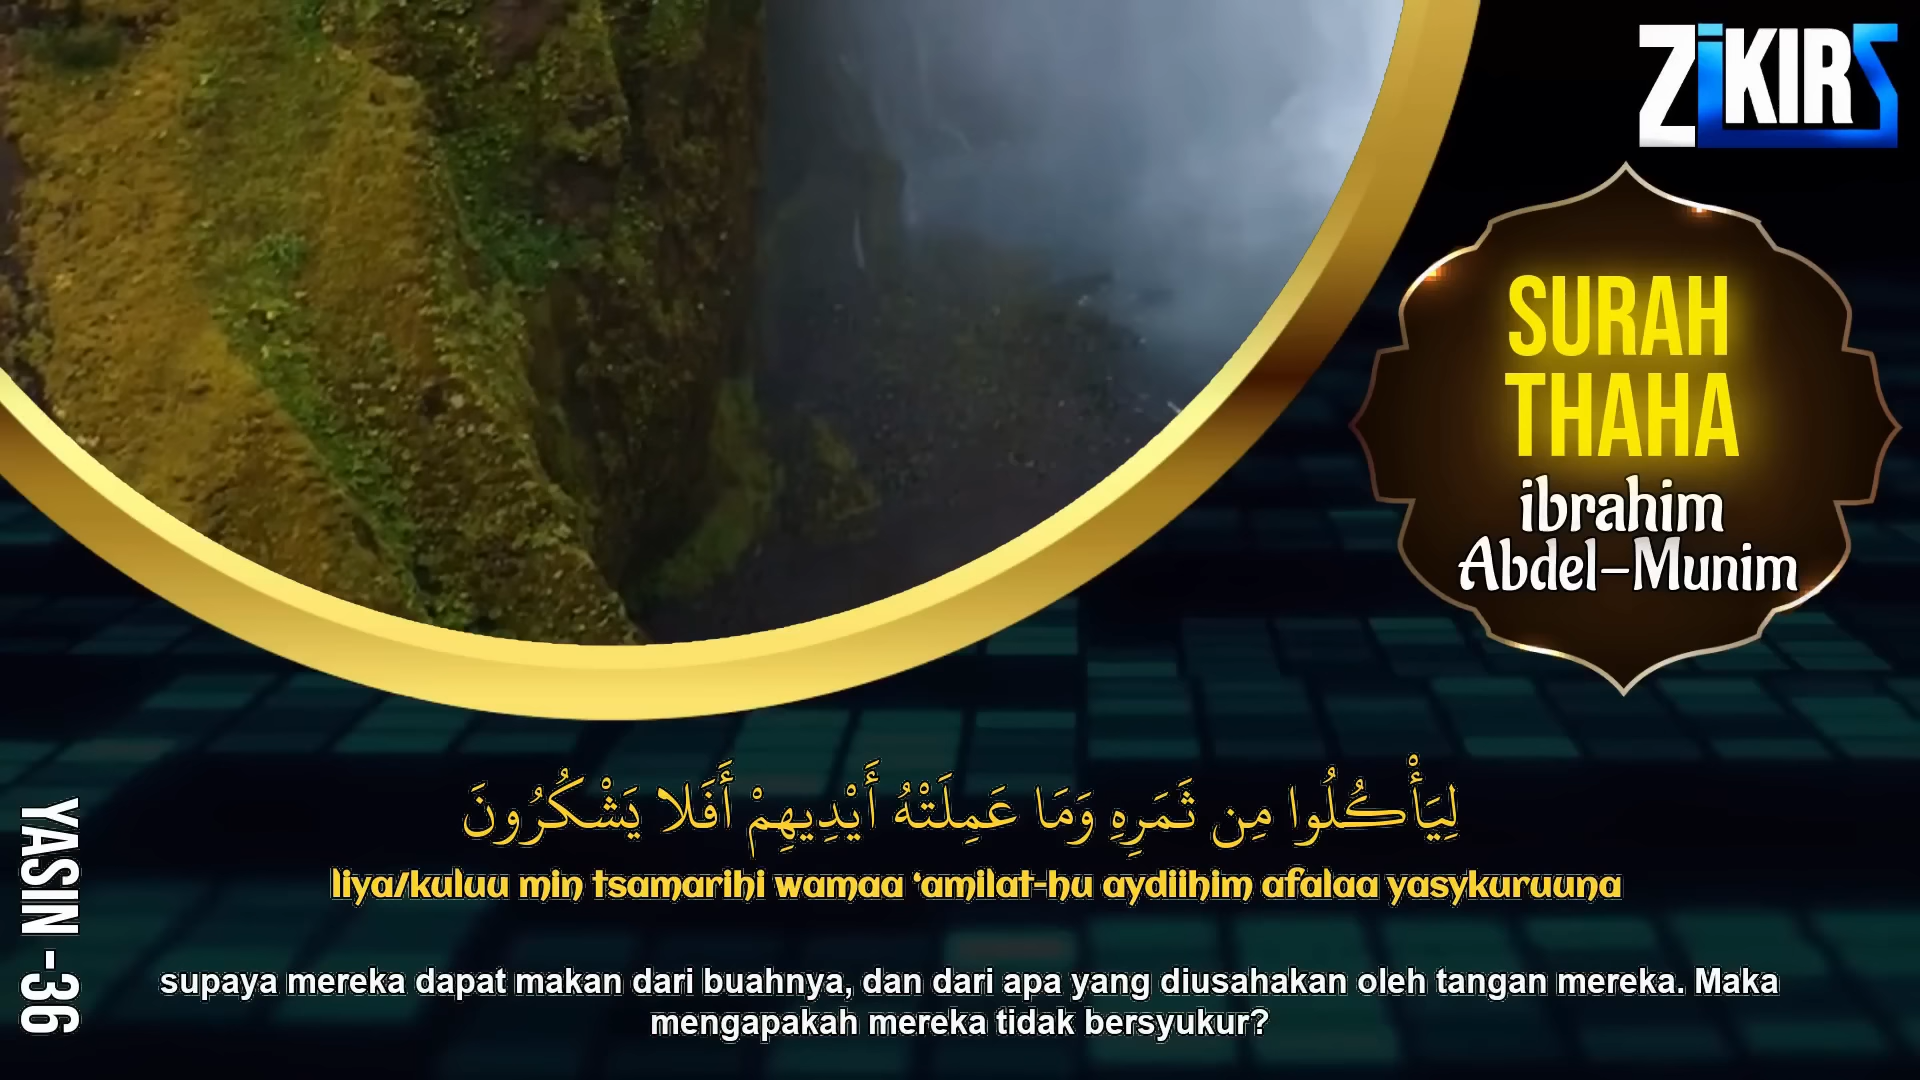 ZiKIRS
SURAH
THAHA
ibrahim
Abdel-Munim
لِيَأْكُلُوا مِن ثَمَرِهِ وَمَا عَمِلَتْهُ أَيْدِيهِمْ أَفَلا يَشْكُرُونَ
liya/kuluu min tsamarihi wamaa ‘amilat-hu aydiihim afalaa yasykuruuna
supaya mereka dapat makan dari buahnya, dan dari apa yang diusahakan oleh tangan mereka. Maka
mengapakah mereka tidak bersyukur?
YASIN -36